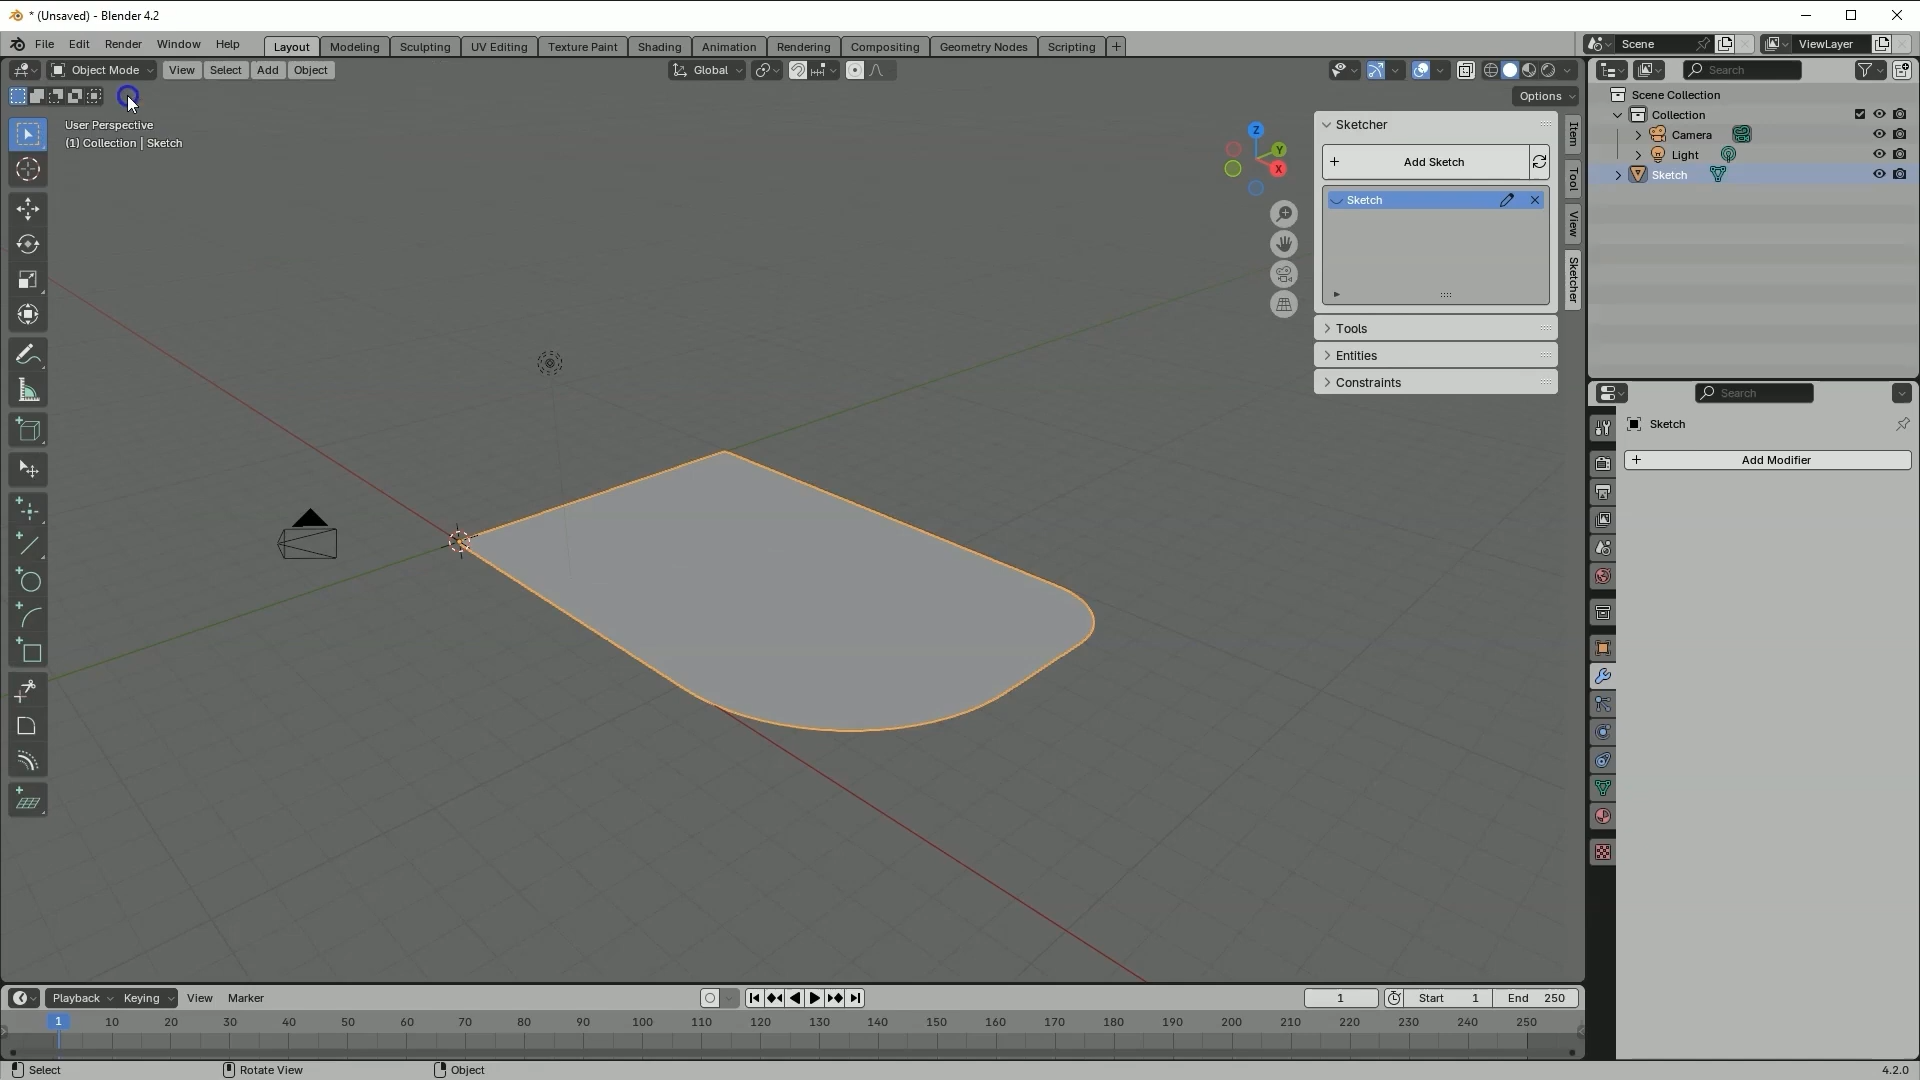 * (Unsaved) - Blender 4.2
File Edit Render Window Help Layout Modeling Sculpting UV Editing Texture Paint Shading Animation Rendering Compositing Geometry Nodes Scripting + Scene ViewLayer
Object Mode View Select Add Object Global Search
Options
User Perspective
(1) Collection | Sketch
Z
Y
X
Sketcher
+ Add Sketch
Sketch
Tools
Entities
Constraints
Item
Tool
View
Sketcher
Scene Collection
Collection
Camera
Light
Sketch
Search
Sketch
+ Add Modifier
Playback Keying View Marker 1 Start 1 End 250
1 10 20 30 40 50 60 70 80 90 100 110 120 130 140 150 160 170 180 190 200 210 220 230 240 250
Select Rotate View Object 4.2.0